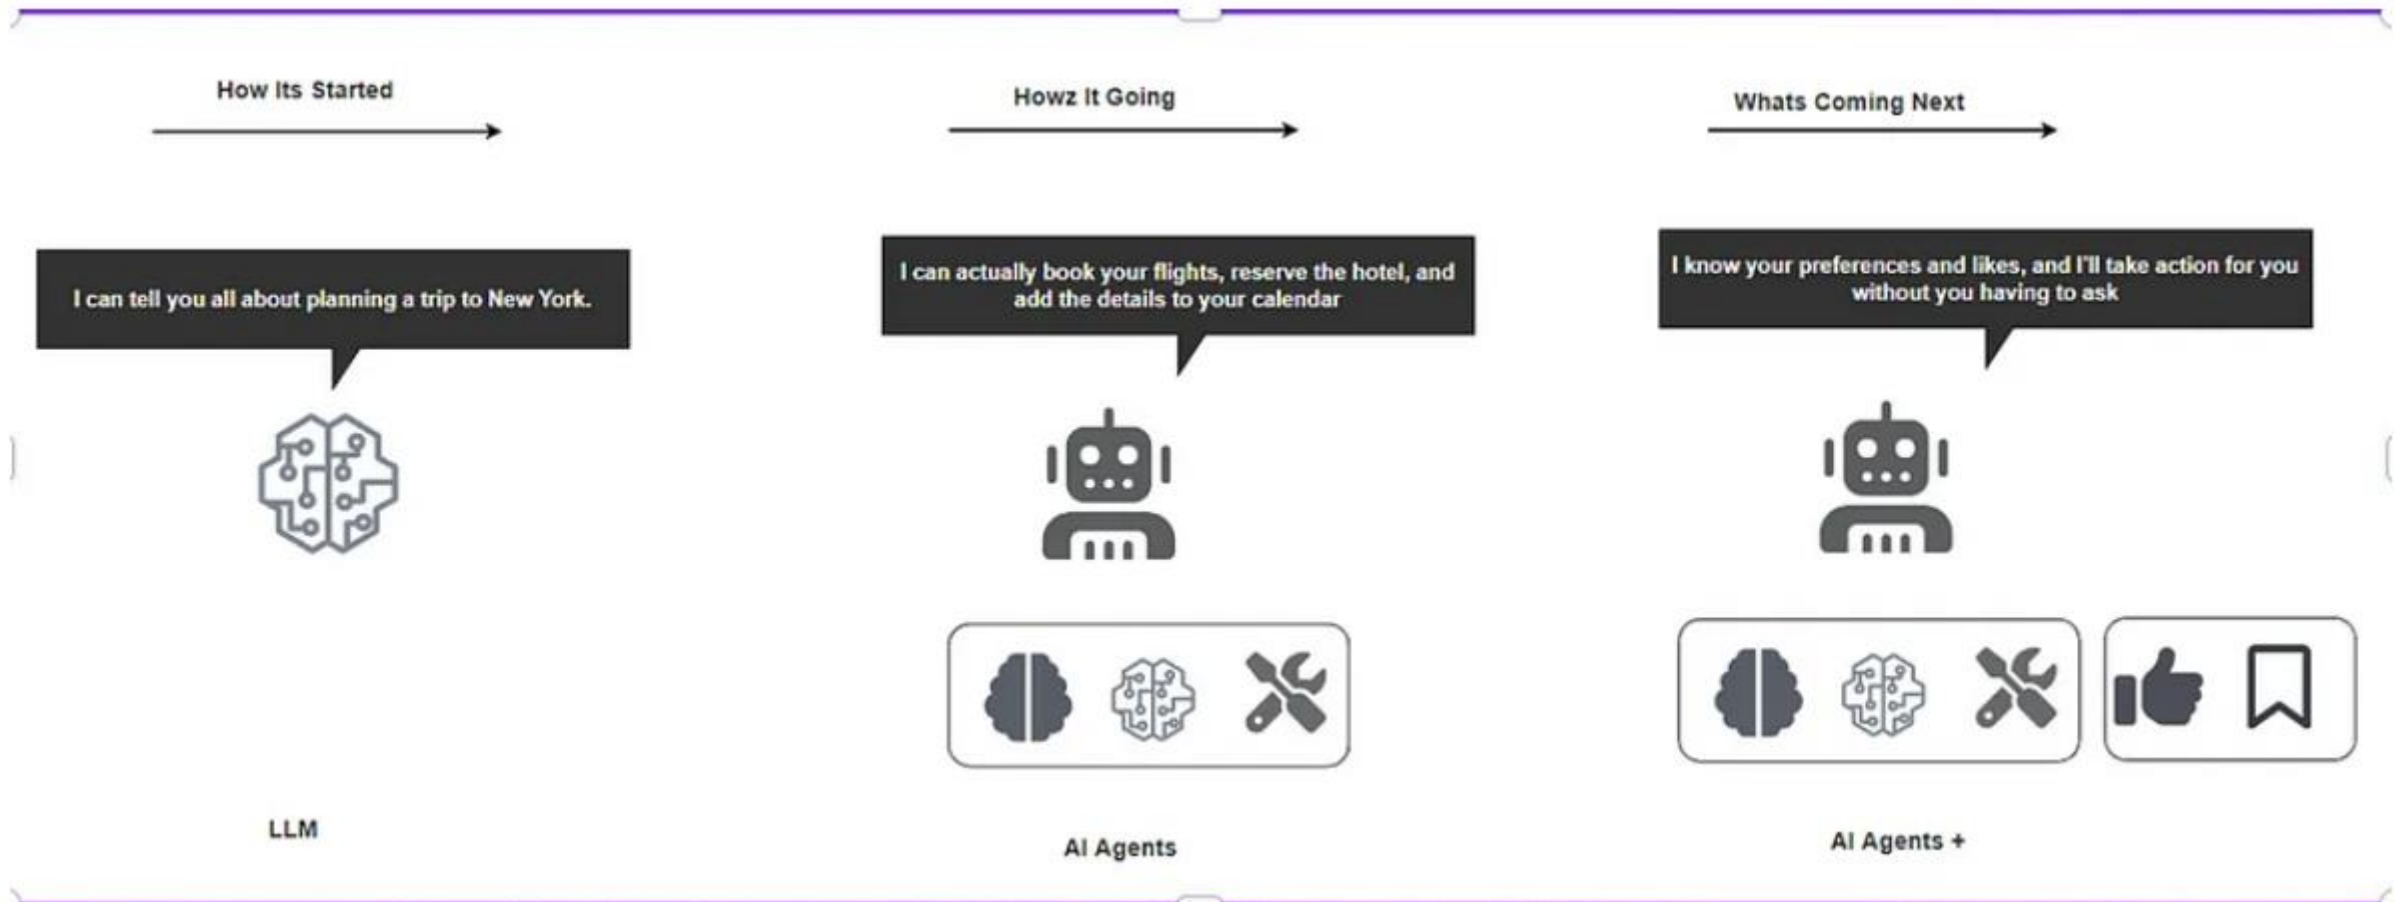 How Its Started
Howz It Going
Whats Coming Next
I can tell you all about planning a trip to New York.
I can actually book your flights, reserve the hotel, and
add the details to your calendar
I know your preferences and likes, and I'll take action for you
without you having to ask
LLM
AI Agents
AI Agents +